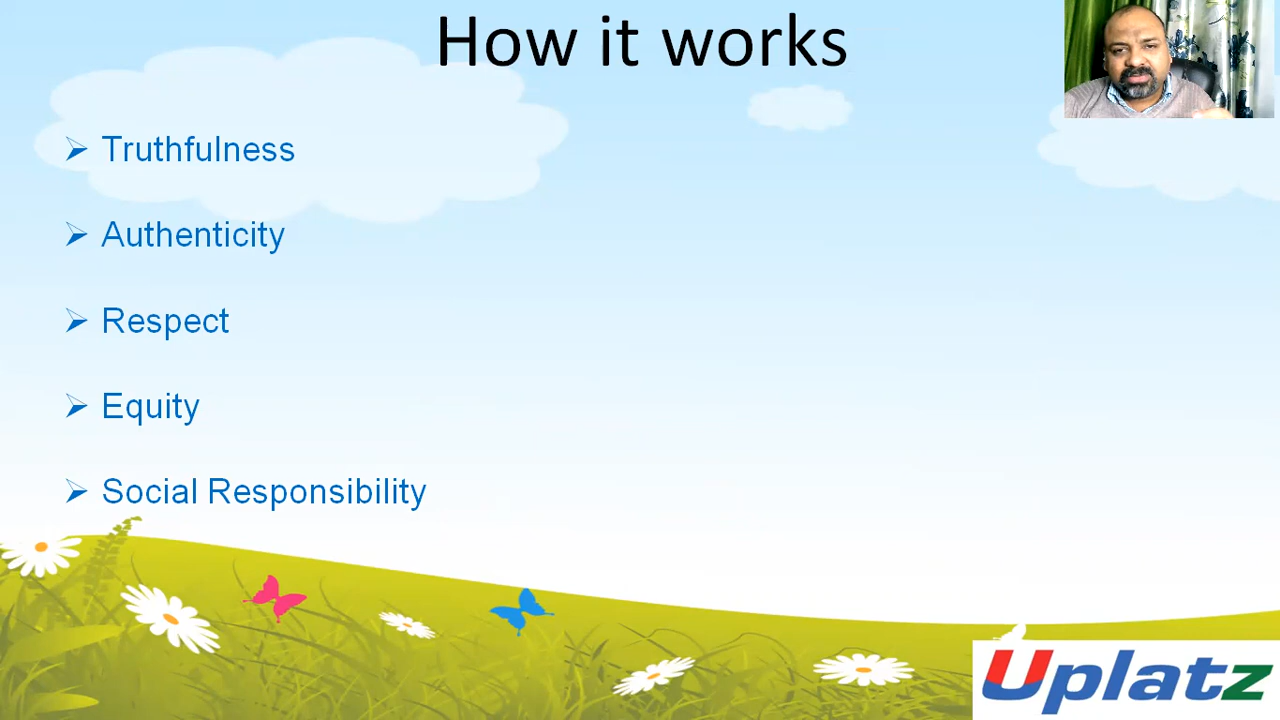 How it works
Truthfulness
Authenticity
Respect
Equity
Social Responsibility
Uplatz